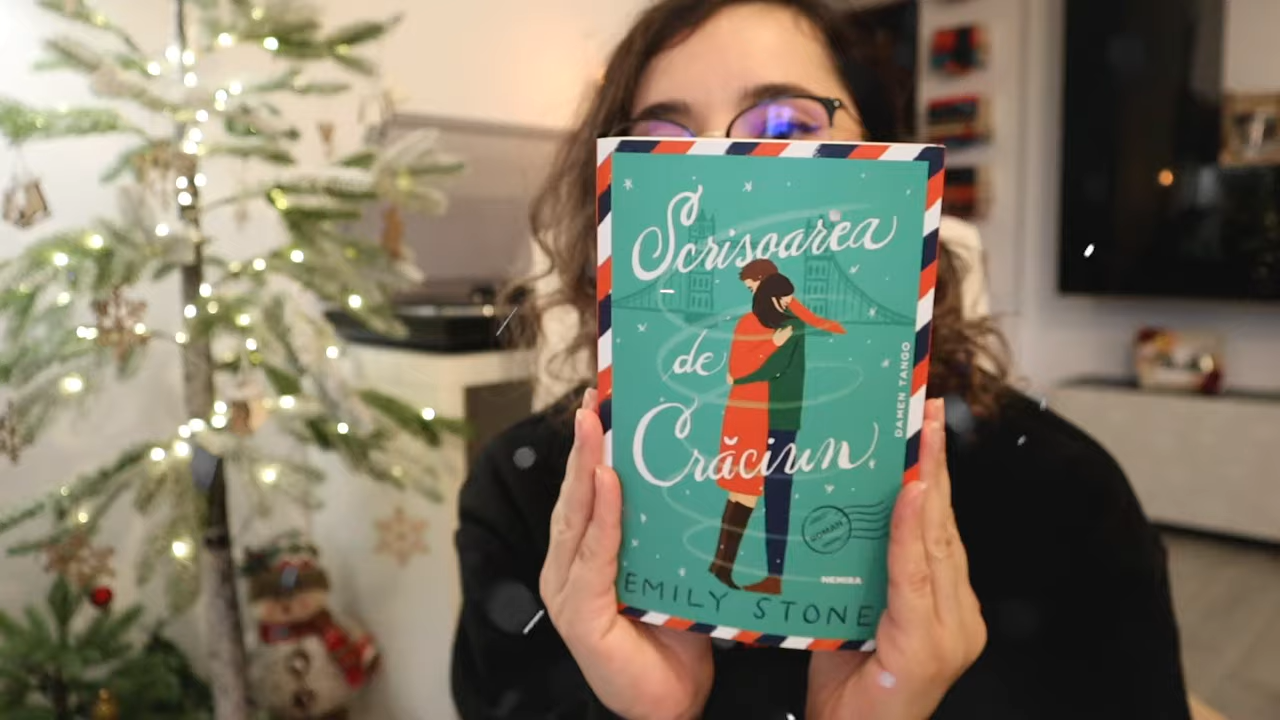 Scrisoarea
de
Crăciun
DAMEN TANGO
ROMAN
NEMIRA
EMILY STONE